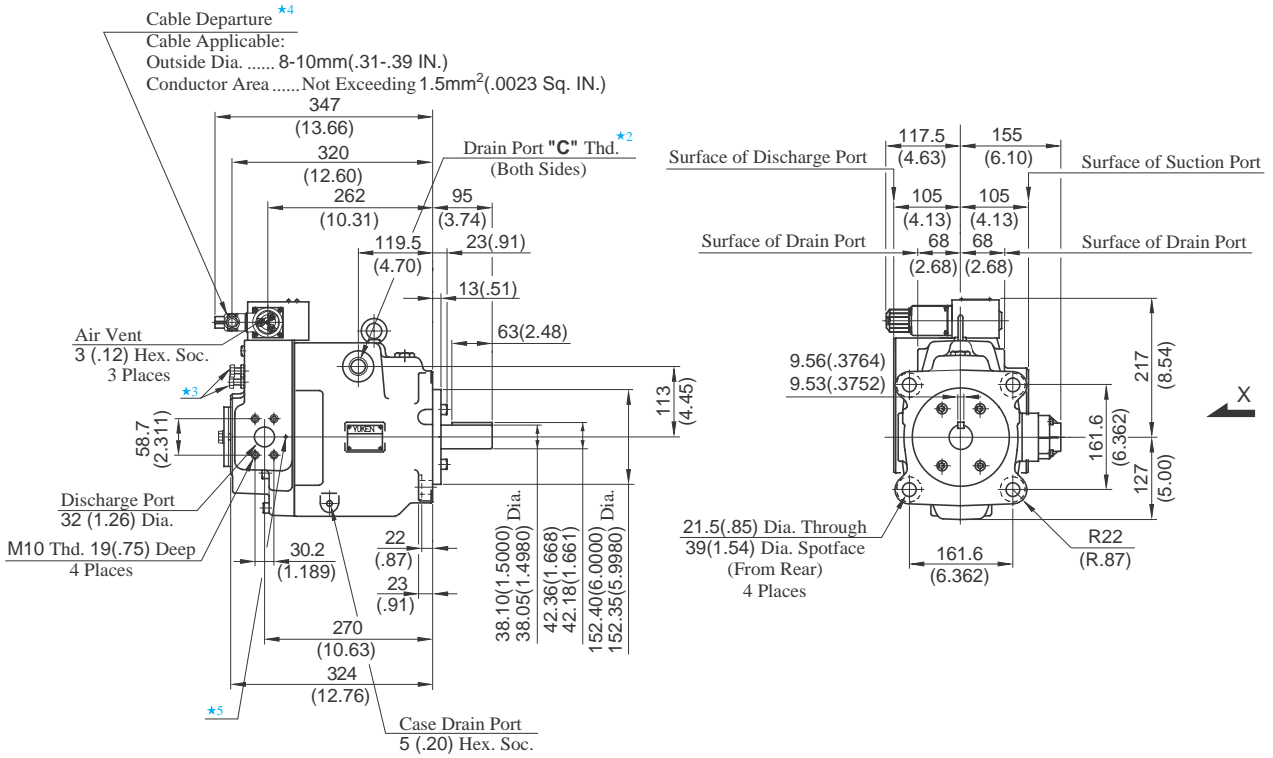 Cable Departure ★4
Cable Applicable:
Outside Dia. ...... 8-10mm(.31-.39 IN.)
Conductor Area ...... Not Exceeding 1.5mm²(.0023 Sq. IN.)
347
(13.66)
320
(12.60)
262
(10.31)
Drain Port "C" Thd.★2
(Both Sides)
95
(3.74)
119.5
(4.70)
23(.91)
13(.51)
63(2.48)
Air Vent
3 (.12) Hex. Soc.
3 Places
★3
58.7
(2.311)
YUKEN
113
(4.45)
Discharge Port
32 (1.26) Dia.
M10 Thd. 19(.75) Deep
4 Places
30.2
(1.189)
22
(.87)
23
(.91)
270
(10.63)
324
(12.76)
★5
Case Drain Port
5 (.20) Hex. Soc.
38.10(1.5000) Dia.
38.05(1.4980)
42.36(1.668)
42.18(1.661)
152.40(6.0000) Dia.
152.35(5.9980)
117.5
(4.63)
155
(6.10)
Surface of Discharge Port
Surface of Suction Port
105
(4.13)
105
(4.13)
Surface of Drain Port
68
(2.68)
68
(2.68)
Surface of Drain Port
9.56(.3764)
9.53(.3752)
217
(8.54)
X
161.6
(6.362)
127
(5.00)
21.5(.85) Dia. Through
39(1.54) Dia. Spotface
(From Rear)
4 Places
161.6
(6.362)
R22
(R.87)